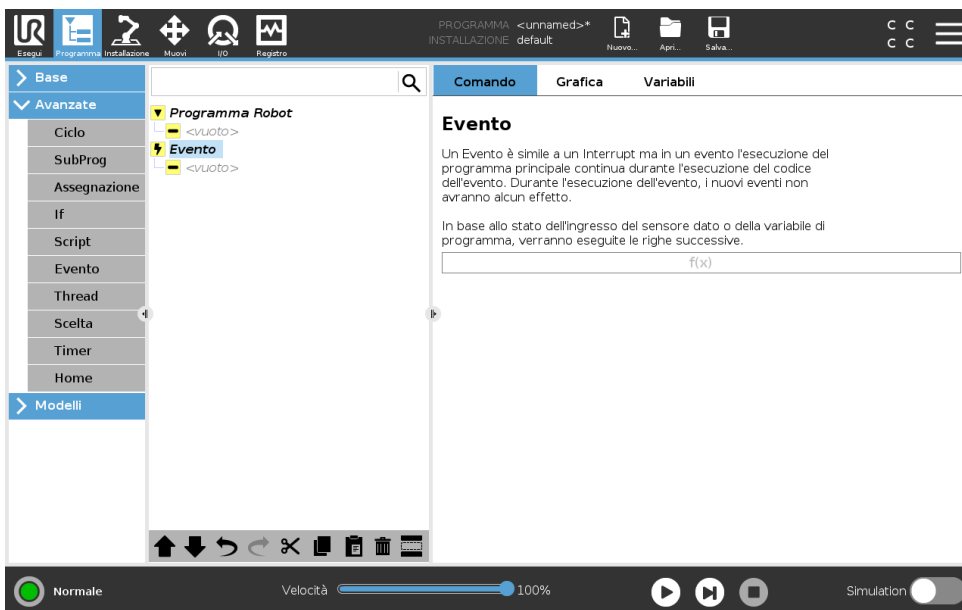 Esegui
Programma
Installazione
Muovi
I/O
Registro
PROGRAMMA <unnamed>*
INSTALLAZIONE default
Nuovo...
Apri...
Salva...
C C
C C
Base
Avanzate
Ciclo
SubProg
Assegnazione
If
Script
Evento
Thread
Scelta
Timer
Home
Modelli
Programma Robot
<vuoto>
Evento
<vuoto>
Comando
Grafica
Variabili
Evento
Un Evento è simile a un Interrupt ma in un evento l'esecuzione del
programma principale continua durante l'esecuzione del codice
dell'evento. Durante l'esecuzione dell'evento, i nuovi eventi non
avranno alcun effetto.
In base allo stato dell'ingresso del sensore dato o della variabile di
programma, verranno eseguite le righe successive.
f(x)
Normale
Velocità
100%
Simulation